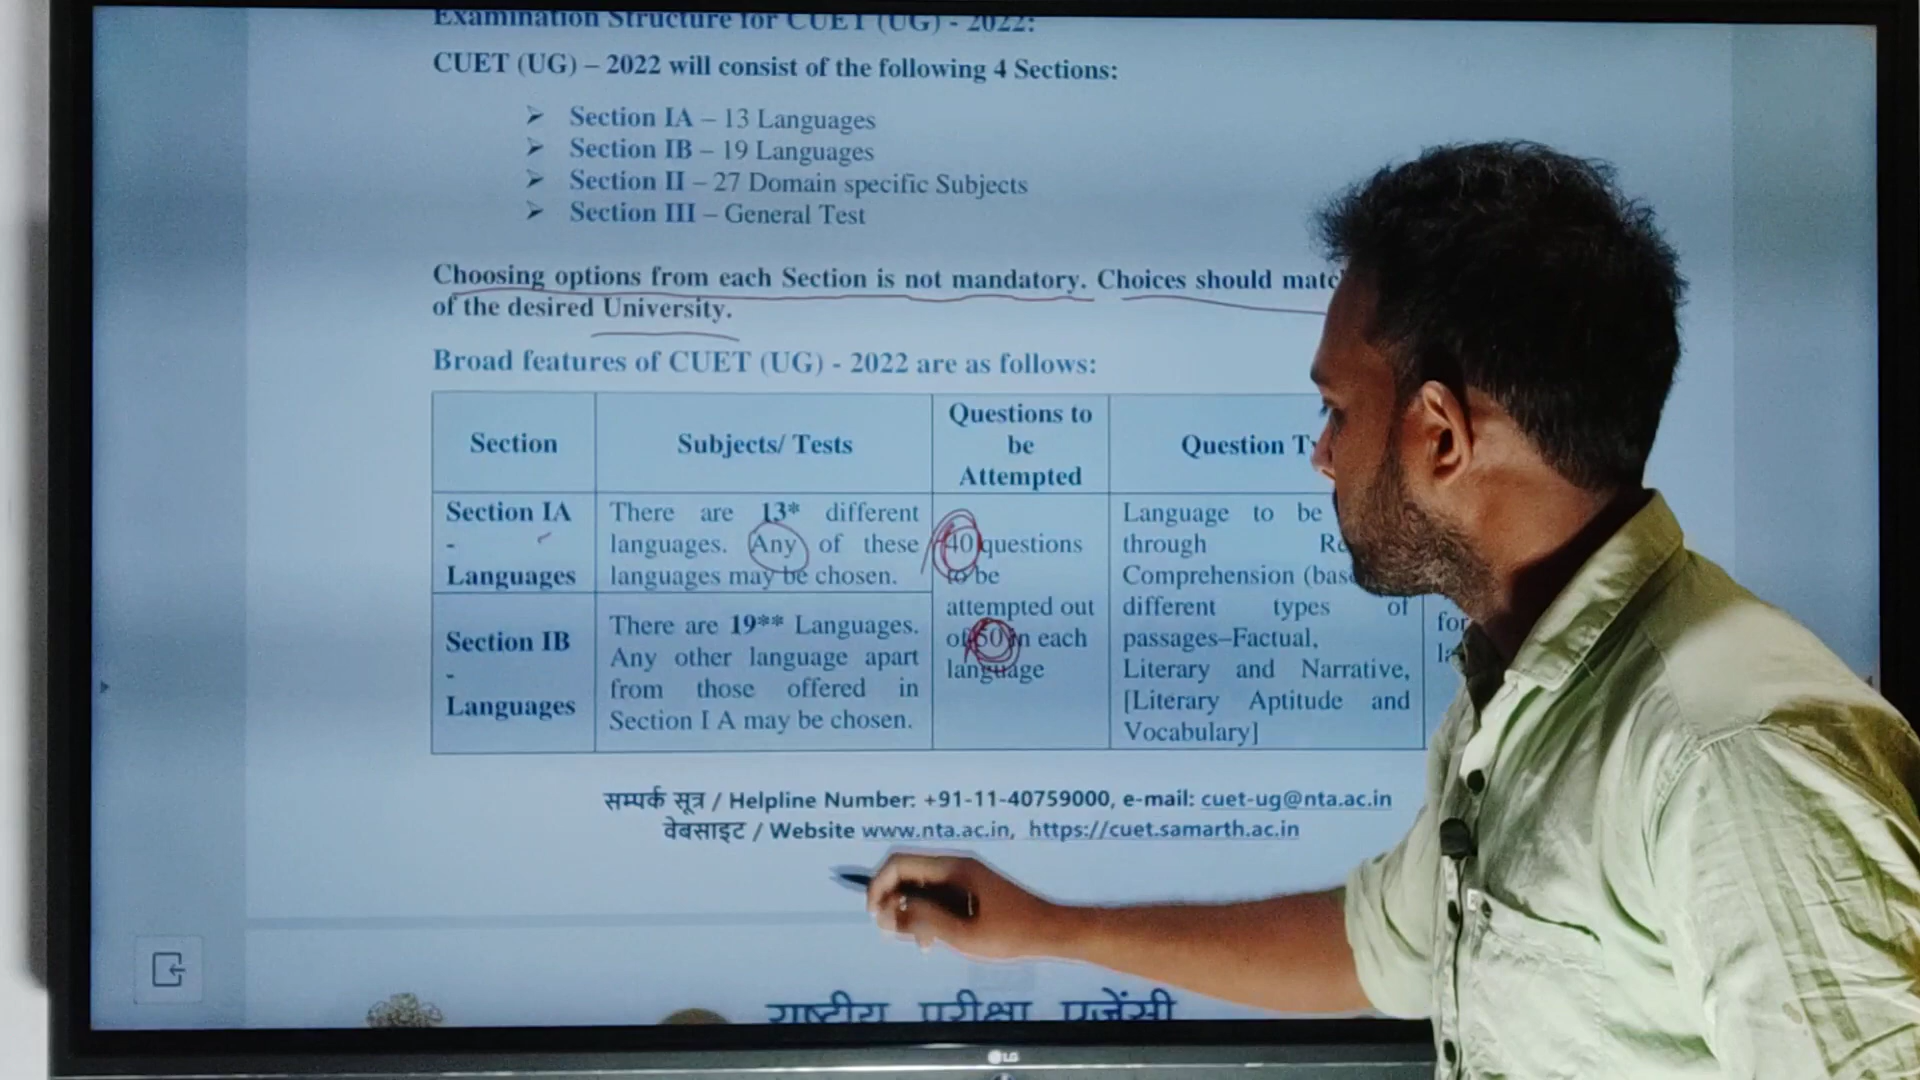 Examination Structure for CUET (UG) - 2022:
CUET (UG) – 2022 will consist of the following 4 Sections:
➢ Section IA – 13 Languages
➢ Section IB – 19 Languages
➢ Section II – 27 Domain specific Subjects
➢ Section III – General Test
Choosing options from each Section is not mandatory. Choices should
of the desired University.
Broad features of CUET (UG) - 2022 are as follows:
Section
Subjects/ Tests
Questions to
be
Attempted
Question
Section IA
-
Languages
There are 13* different
languages. Any of these
languages may be chosen.
40 questions
to be
attempted out
of 50 in each
language
Language to be
through
Comprehension
different types of
passages–Factual,
Literary and Narrative,
[Literary Aptitude and
Vocabulary]
for
Section IB
-
Languages
There are 19** Languages.
Any other language apart
from those offered in
Section I A may be chosen.
सम्पर्क सूत्र / Helpline Number: +91-11-40759000, e-mail: cuet-ug@nta.ac.in
वेबसाइट / Website www.nta.ac.in, https://cuet.samarth.ac.in
राष्ट्रीय परीक्षा एजेंसी
LG